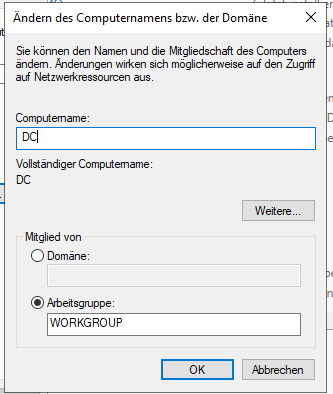 Ändern des Computernamens bzw. der Domäne
Sie können den Namen und die Mitgliedschaft des Computers
ändern. Änderungen wirken sich möglicherweise auf den Zugriff
auf Netzwerkressourcen aus.
Computername:
DC
Vollständiger Computername:
DC
Weitere...
Mitglied von
Domäne:
Arbeitsgruppe:
WORKGROUP
OK
Abbrechen